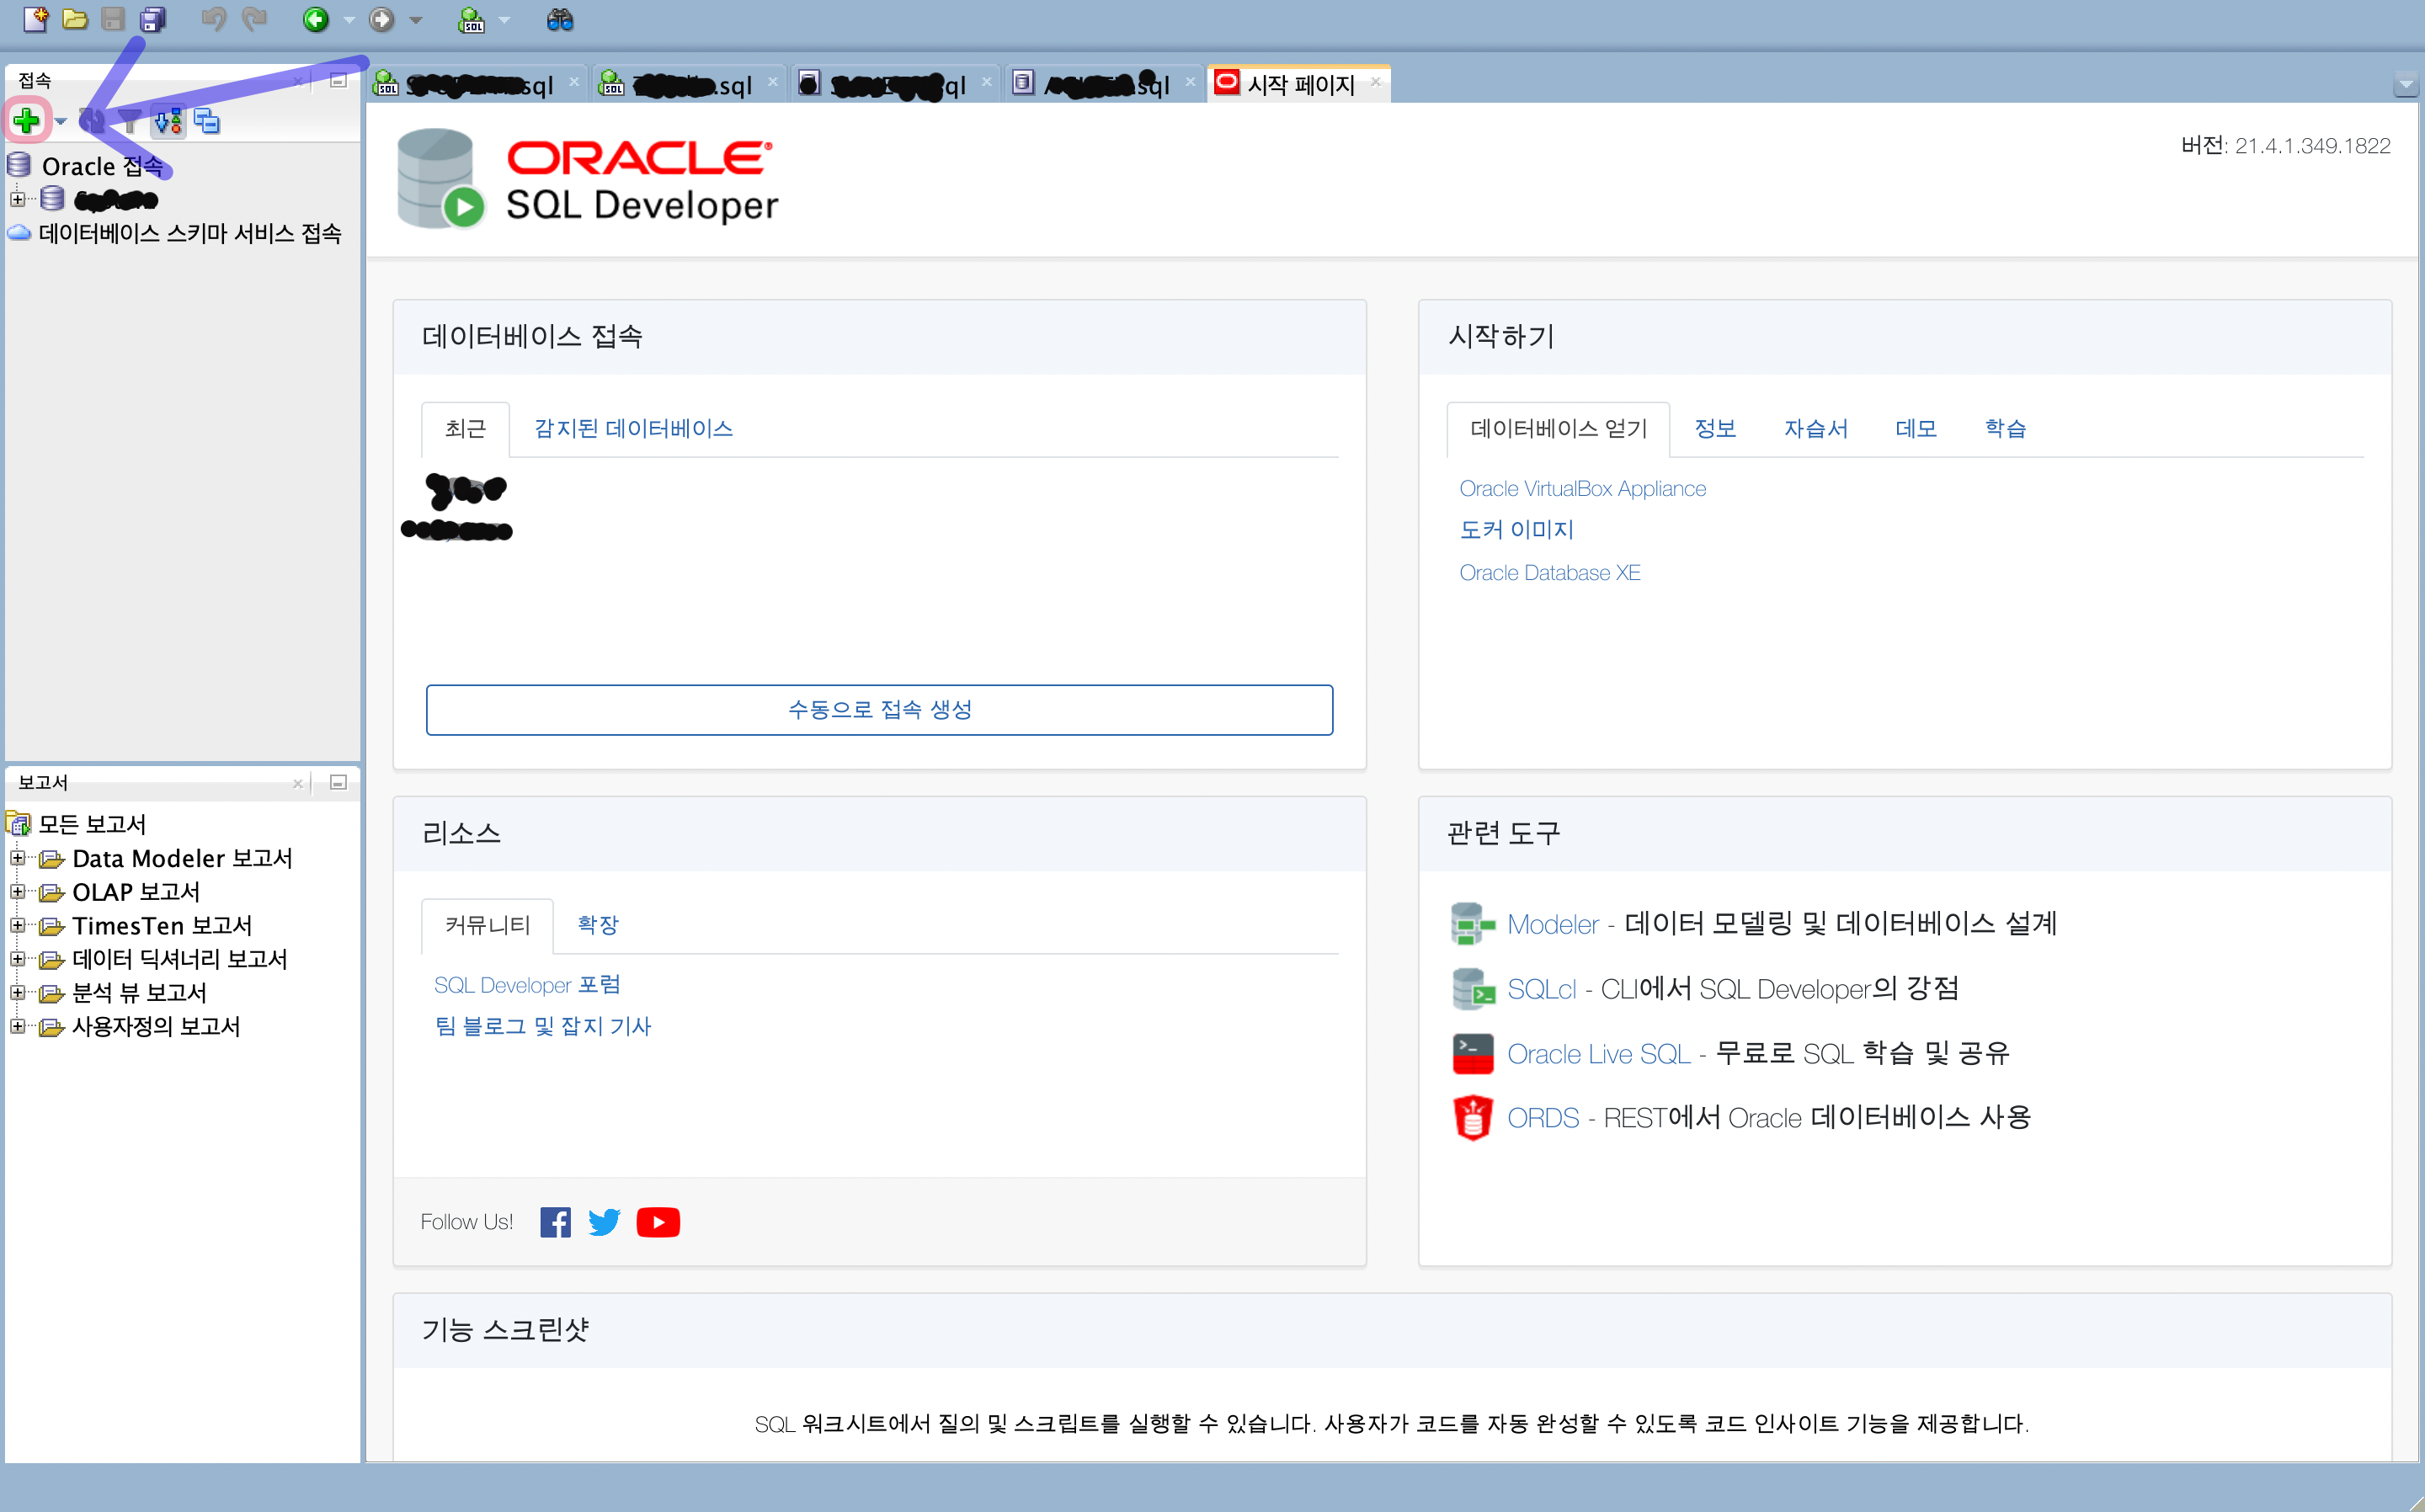 SQL
접속
.sql
.sql
ql
.sql
시작 페이지
Oracle 접속
데이터베이스 스키마 서비스 접속
ORACLE®
SQL Developer
버전: 21.4.1.349.1822
데이터베이스 접속
시작하기
최근
감지된 데이터베이스
데이터베이스 얻기
정보
자습서
데모
학습
Oracle VirtualBox Appliance
도커 이미지
Oracle Database XE
수동으로 접속 생성
보고서
모든 보고서
Data Modeler 보고서
OLAP 보고서
TimesTen 보고서
데이터 딕셔너리 보고서
분석 뷰 보고서
사용자정의 보고서
리소스
관련 도구
커뮤니티
확장
SQL Developer 포럼
팀 블로그 및 잡지 기사
Modeler - 데이터 모델링 및 데이터베이스 설계
SQLcl - CLI에서 SQL Developer의 강점
Oracle Live SQL - 무료로 SQL 학습 및 공유
ORDS - REST에서 Oracle 데이터베이스 사용
Follow Us!
기능 스크린샷
SQL 워크시트에서 질의 및 스크립트를 실행할 수 있습니다. 사용자가 코드를 자동 완성할 수 있도록 코드 인사이트 기능을 제공합니다.